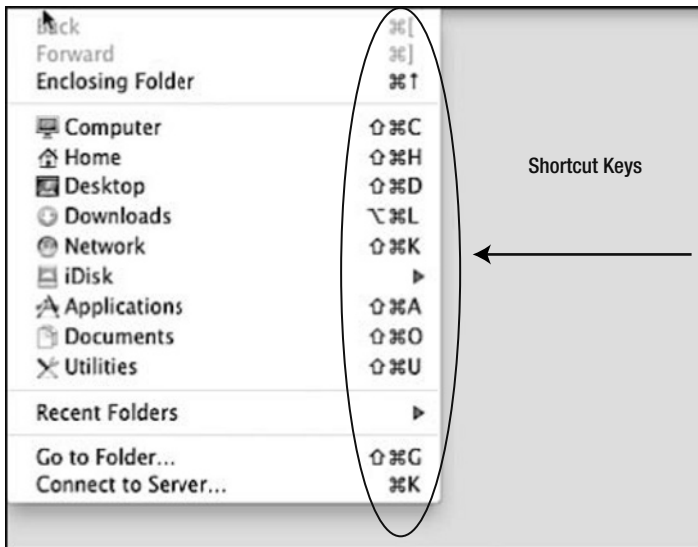 Back ⌘[
Forward ⌘]
Enclosing Folder ⌘↑
Computer ⇧⌘C
Home ⇧⌘H
Desktop ⇧⌘D
Downloads ⌥⌘L
Network ⇧⌘K
iDisk ▶
Applications ⇧⌘A
Documents ⇧⌘O
Utilities ⇧⌘U
Recent Folders ▶
Go to Folder... ⇧⌘G
Connect to Server... ⌘K
Shortcut Keys